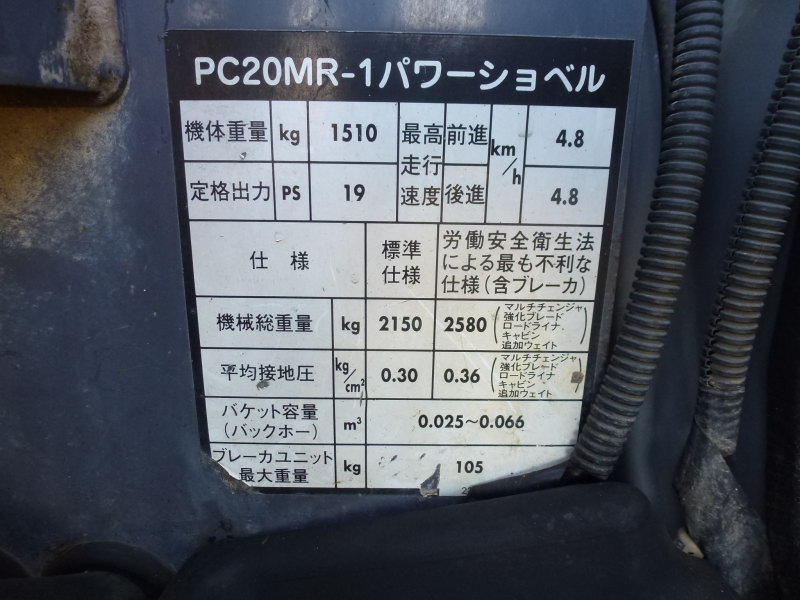 PC20MR-1パワーショベル
機体重量 kg 1510 最高走行速度 前進 km/h 4.8
定格出力 PS 19 後進 4.8
仕様 標準仕様 労働安全衛生法による最も不利な仕様(含ブレーカ)
機械総重量 kg 2150 2580 (マルチチェンジャ 強化ブレード ロードライナ キャビン 追加ウェイト)
平均接地圧 kg/cm² 0.30 0.36 (マルチチェンジャ 強化ブレード ロードライナ キャビン 追加ウェイト)
バケット容量(バックホー) m³ 0.025〜0.066
ブレーカユニット最大重量 kg 105